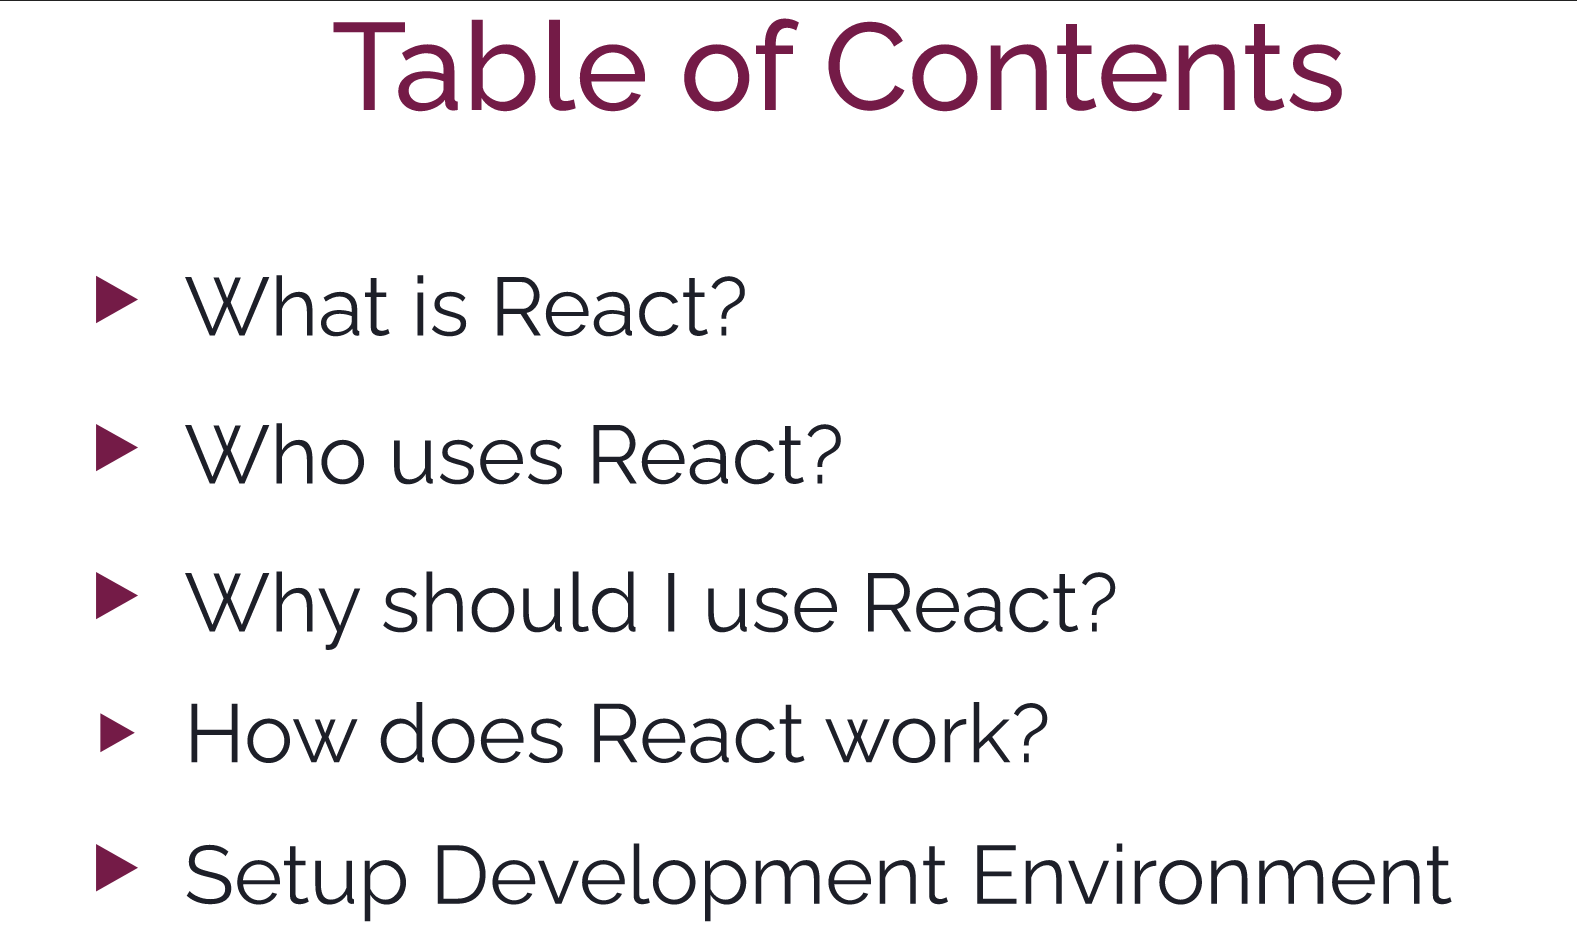 Table of Contents
What is React?
Who uses React?
Why should I use React?
How does React work?
Setup Development Environment